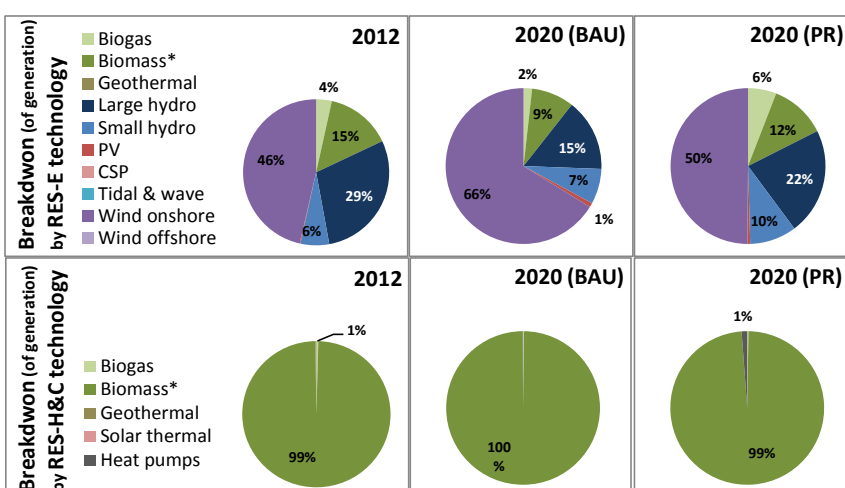 Breakdwon (of generation)
by RES-E technology
Biogas
Biomass*
Geothermal
Large hydro
Small hydro
PV
CSP
Tidal & wave
Wind onshore
Wind offshore
2012
4%
15%
29%
6%
46%
2020 (BAU)
2%
9%
15%
7%
1%
66%
2020 (PR)
6%
12%
22%
10%
50%
Breakdwon (of generation)
by RES-H&C technology
Biogas
Biomass*
Geothermal
Solar thermal
Heat pumps
2012
1%
99%
2020 (BAU)
100
%
2020 (PR)
1%
99%